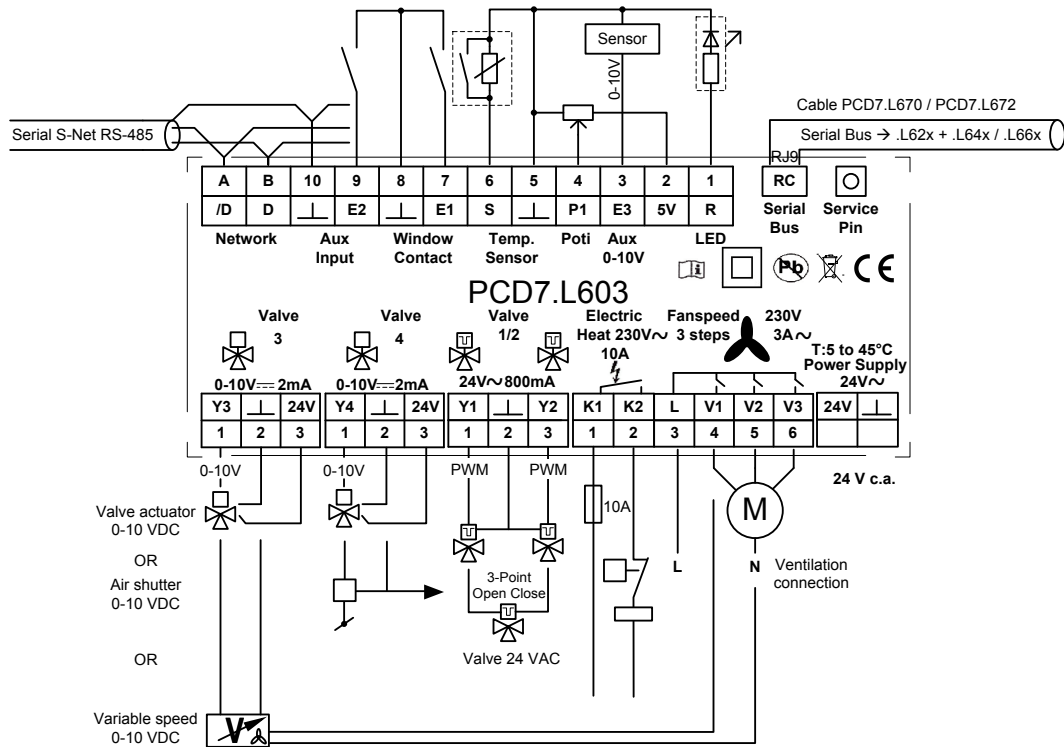 Sensor
0-10V
Cable PCD7.L670 / PCD7.L672
Serial S-Net RS-485
Serial Bus → .L62x + .L64x / .L66x
RJ9
A B 10 9 8 7 6 5 4 3 2 1
RC
/D D ⊥ E2 ⊥ E1 S ⊥ P1 E3 5V R
Serial Bus
Service Pin
Network
Aux Input
Window Contact
Temp. Sensor
Poti
Aux 0-10V
LED
i
Pb
CE
PCD7.L603
Valve
3
Valve
4
Valve
1/2
Electric
Heat 230V~
10A
Fanspeed
3 steps
230V
3A~
T:5 to 45°C
Power Supply
24V~
0-10V⎓2mA
0-10V⎓2mA
24V~800mA
Y3 ⊥ 24V
Y4 ⊥ 24V
Y1 ⊥ Y2
K1 K2 L V1 V2 V3
24V ⊥
1 2 3
1 2 3
1 2 3
1 2 3 4 5 6
0-10V
0-10V
PWM
PWM
24 V c.a.
Valve actuator
0-10 VDC
10A
M
OR
L
N
Ventilation
connection
Air shutter
0-10 VDC
3-Point
Open Close
OR
Valve 24 VAC
Variable speed
0-10 VDC
V